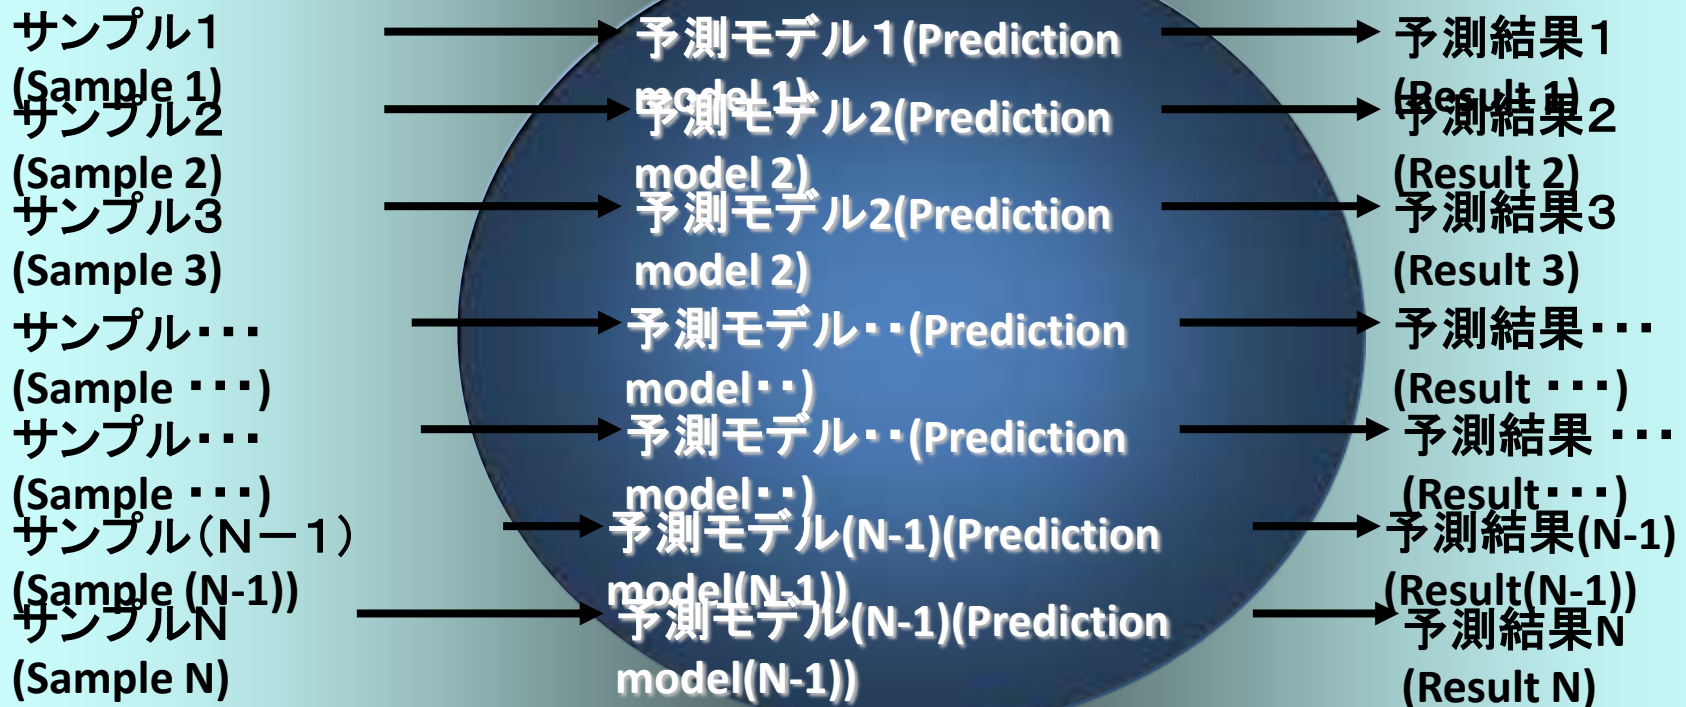 サンプル１
(Sample 1)
予測モデル１(Prediction
model 1)
予測結果１
(Result 1)
サンプル２
(Sample 2)
予測モデル2(Prediction
model 2)
予測結果２
(Result 2)
サンプル３
(Sample 3)
予測モデル2(Prediction
model 2)
予測結果３
(Result 3)
サンプル・・・
(Sample ・・・)
予測モデル・・(Prediction
model・・)
予測結果・・・
(Result ・・・)
サンプル・・・
(Sample ・・・)
予測モデル・・(Prediction
model・・)
予測結果 ・・・
(Result・・・)
サンプル（Ｎ－１）
(Sample (N-1))
予測モデル(N-1)(Prediction
model(N-1))
予測結果(N-1)
(Result(N-1))
サンプルN
(Sample N)
予測モデル(N-1)(Prediction
model(N-1))
予測結果N
(Result N)